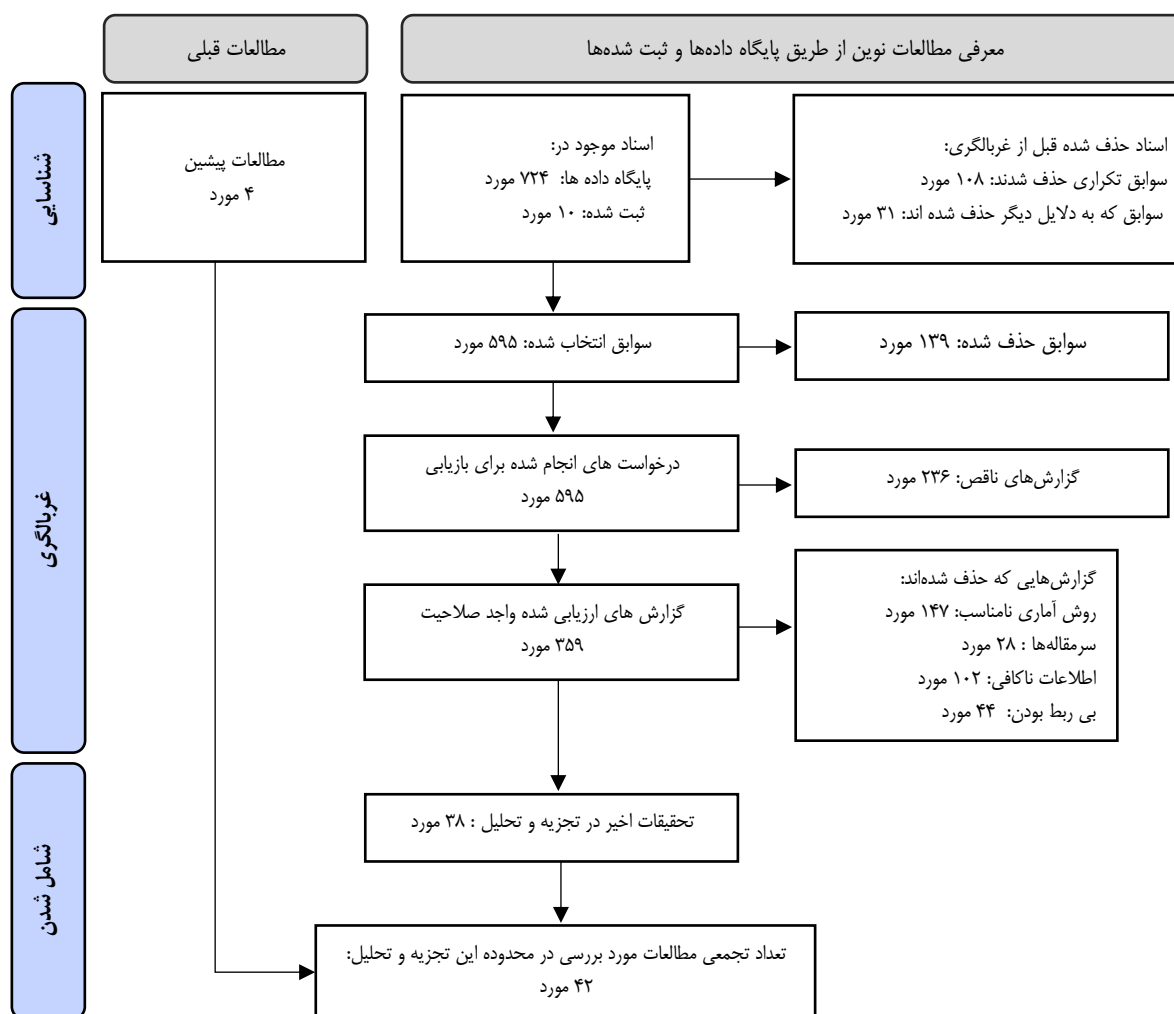 معرفی مطالعات نوین از طریق پایگاه داده‌ها و ثبت شده‌ها
مطالعات قبلی
شناسایی
اسناد حذف شده قبل از غربالگری:
سوابق تکراری حذف شدند: ۱۰۸ مورد
سوابق که به دلایل دیگر حذف شده اند: ۳۱ مورد
اسناد موجود در:
پایگاه داده ها: ۷۲۴ مورد
ثبت شده: ۱۰ مورد
مطالعات پیشین
۴ مورد
غربالگری
سوابق انتخاب شده: ۵۹۵ مورد
سوابق حذف شده: ۱۳۹ مورد
درخواست های انجام شده برای بازیابی
۵۹۵ مورد
گزارش‌های ناقص: ۲۳۶ مورد
گزارش های ارزیابی شده واجد صلاحیت
۳۵۹ مورد
گزارش‌هایی که حذف شده‌اند:
روش آماری نامناسب: ۱۴۷ مورد
سرمقاله‌ها : ۲۸ مورد
اطلاعات ناکافی: ۱۰۲ مورد
بی ربط بودن: ۴۴ مورد
شامل شدن
تحقیقات اخیر در تجزیه و تحلیل : ۳۸ مورد
تعداد تجمعی مطالعات مورد بررسی در محدوده این تجزیه و تحلیل:
۴۲ مورد